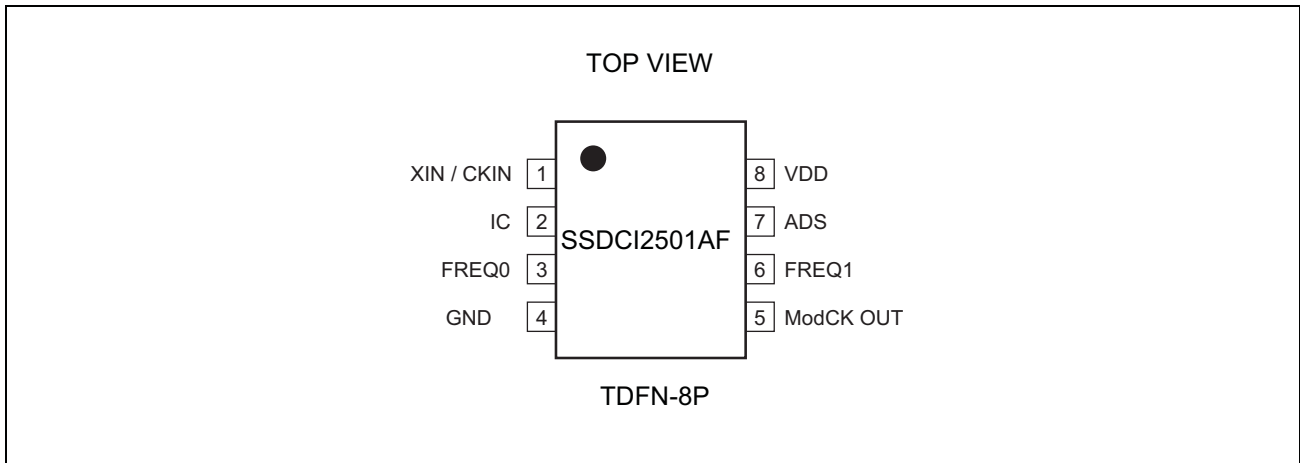 TOP VIEW
XIN / CKIN 1
IC 2
FREQ0 3
GND 4
SSDCI2501AF
8 VDD
7 ADS
6 FREQ1
5 ModCK OUT
TDFN-8P